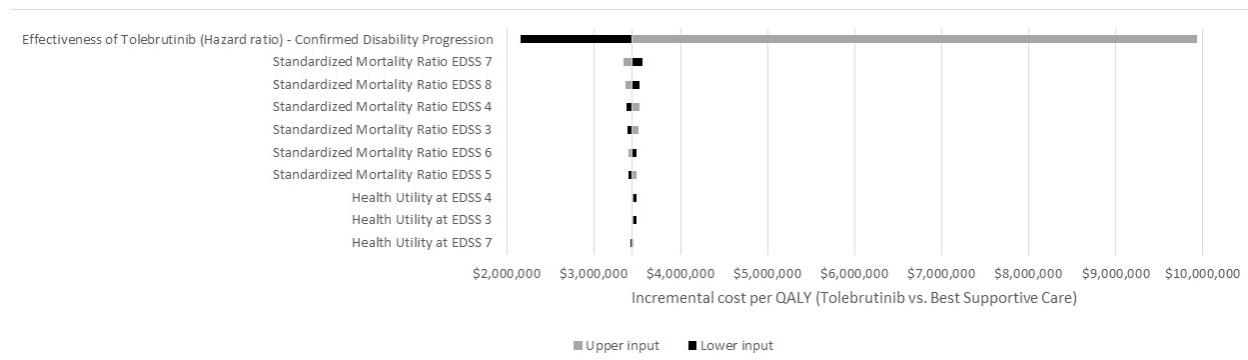 Effectiveness of Tolebrutinib (Hazard ratio) - Confirmed Disability Progression
Standardized Mortality Ratio EDSS 7
Standardized Mortality Ratio EDSS 8
Standardized Mortality Ratio EDSS 4
Standardized Mortality Ratio EDSS 3
Standardized Mortality Ratio EDSS 6
Standardized Mortality Ratio EDSS 5
Health Utility at EDSS 4
Health Utility at EDSS 3
Health Utility at EDSS 7
$2,000,000 $3,000,000 $4,000,000 $5,000,000 $6,000,000 $7,000,000 $8,000,000 $9,000,000 $10,000,000
Incremental cost per QALY (Tolebrutinib vs. Best Supportive Care)
Upper input Lower input